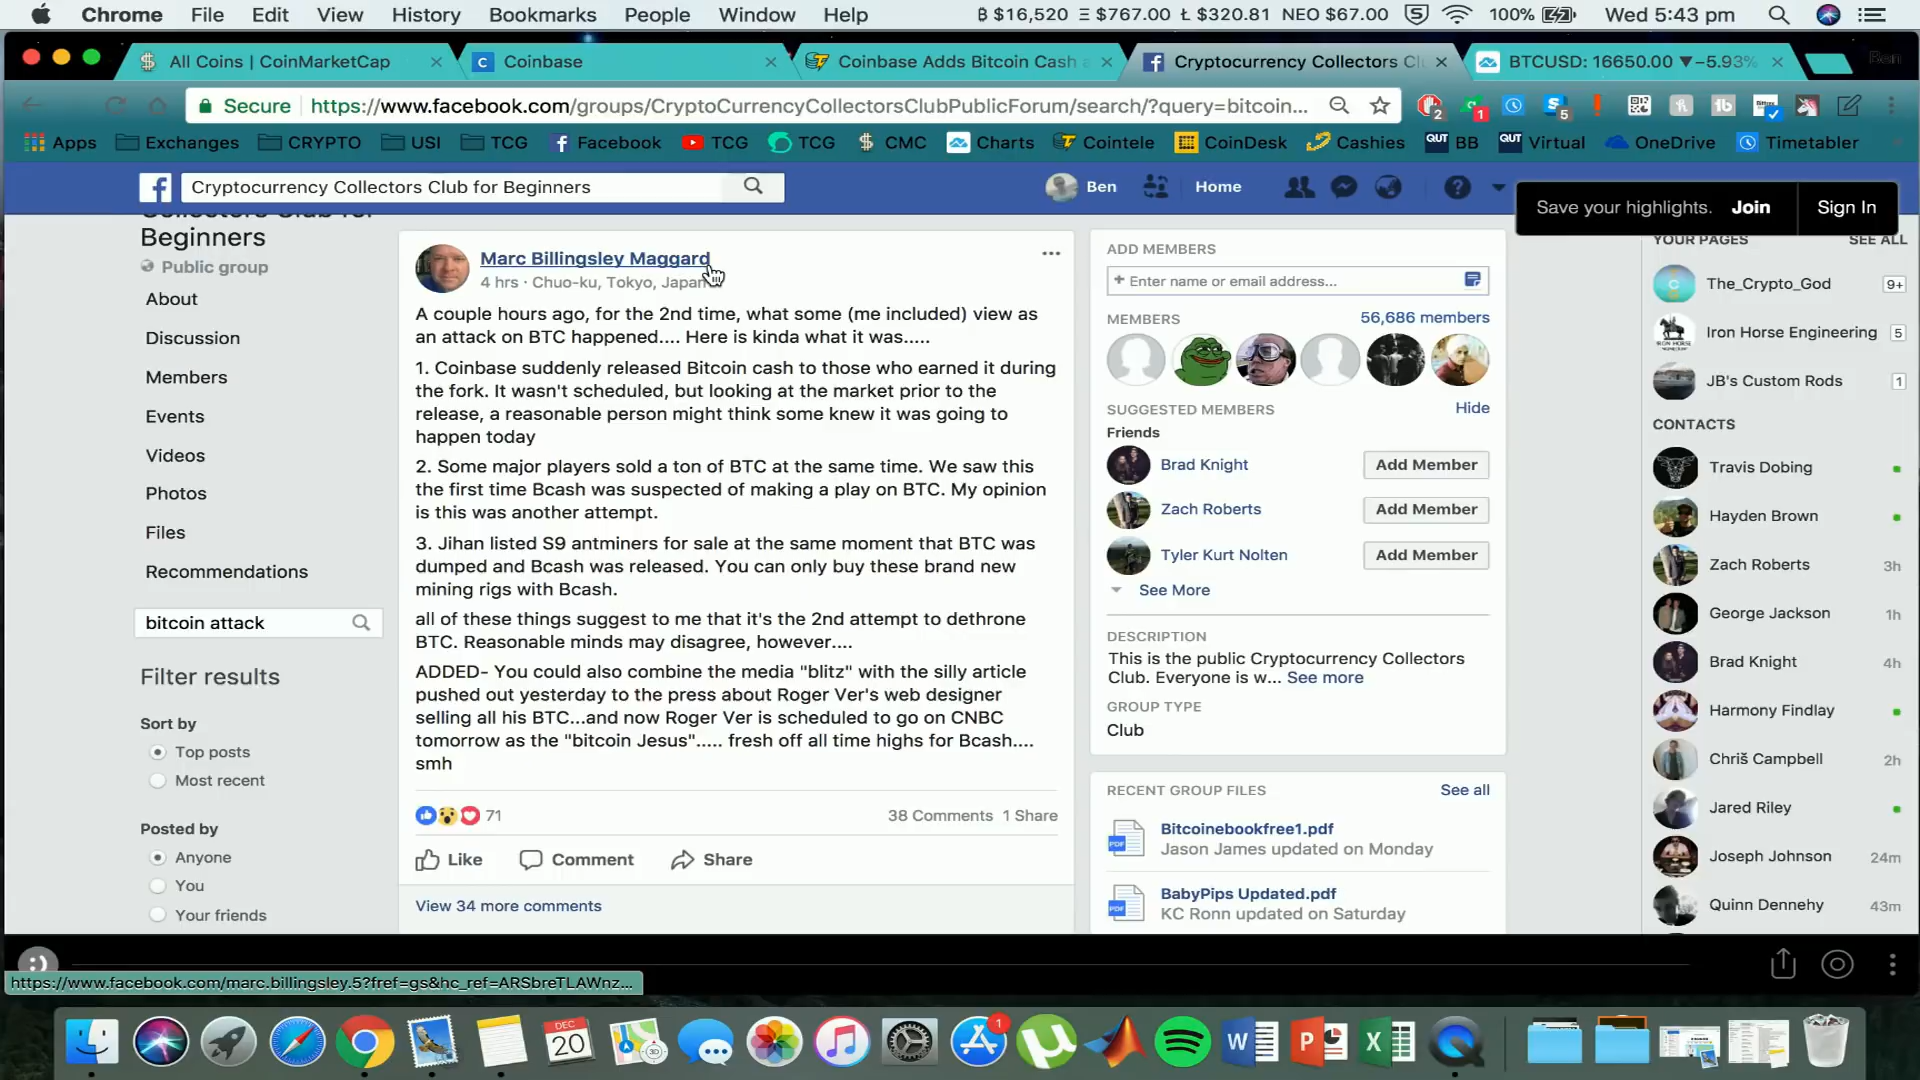 Chrome File Edit View History Bookmarks People Window Help
Ƀ $16,520 Ξ $767.00 Ł $320.81 NEO $67.00 100% Wed 5:43 pm
All Coins | CoinMarketCap
Coinbase
Coinbase Adds Bitcoin Cash
Cryptocurrency Collectors Cl
BTCUSD: 16650.00 ▼−5.93%
Ben
Secure https://www.facebook.com/groups/CryptoCurrencyCollectorsClubPublicForum/search/?query=bitcoin...
2
1
5
Apps Exchanges CRYPTO USI TCG Facebook TCG TCG CMC Charts Cointele CoinDesk Cashies QUT BB QUT Virtual OneDrive Timetabler
Cryptocurrency Collectors Club for Beginners
Ben
Home
Save your highlights. Join Sign In
Collectors Club for
Beginners
Public group
About
Discussion
Members
Events
Videos
Photos
Files
Recommendations
bitcoin attack
Filter results
Sort by
Top posts
Most recent
Posted by
Anyone
You
Your friends
Marc Billingsley Maggard
4 hrs · Chuo-ku, Tokyo, Japan
A couple hours ago, for the 2nd time, what some (me included) view as
an attack on BTC happened.... Here is kinda what it was.....
1. Coinbase suddenly released Bitcoin cash to those who earned it during
the fork. It wasn't scheduled, but looking at the market prior to the
release, a reasonable person might think some knew it was going to
happen today
2. Some major players sold a ton of BTC at the same time. We saw this
the first time Bcash was suspected of making a play on BTC. My opinion
is this was another attempt.
3. Jihan listed S9 antminers for sale at the same moment that BTC was
dumped and Bcash was released. You can only buy these brand new
mining rigs with Bcash.
all of these things suggest to me that it's the 2nd attempt to dethrone
BTC. Reasonable minds may disagree, however....
ADDED- You could also combine the media "blitz" with the silly article
pushed out yesterday to the press about Roger Ver's web designer
selling all his BTC...and now Roger Ver is scheduled to go on CNBC
tomorrow as the "bitcoin Jesus"..... fresh off all time highs for Bcash....
smh
71
38 Comments 1 Share
Like Comment Share
View 34 more comments
ADD MEMBERS
+ Enter name or email address...
MEMBERS
56,686 members
SUGGESTED MEMBERS
Hide
Friends
Brad Knight
Add Member
Zach Roberts
Add Member
Tyler Kurt Nolten
Add Member
See More
DESCRIPTION
This is the public Cryptocurrency Collectors
Club. Everyone is w... See more
GROUP TYPE
Club
RECENT GROUP FILES
See all
Bitcoinebookfree1.pdf
Jason James updated on Monday
BabyPips Updated.pdf
KC Ronn updated on Saturday
PDF
PDF
YOUR PAGES
SEE ALL
The_Crypto_God
9+
Iron Horse Engineering
5
JB's Custom Rods
1
CONTACTS
Travis Dobing
Hayden Brown
Zach Roberts
3h
George Jackson
1h
Brad Knight
4h
Harmony Findlay
Chriš Campbell
2h
Jared Riley
Joseph Johnson
24m
Quinn Dennehy
43m
https://www.facebook.com/marc.billingsley.5?fref=gs&hc_ref=ARSbreTLAWnz...
DEC
20
1